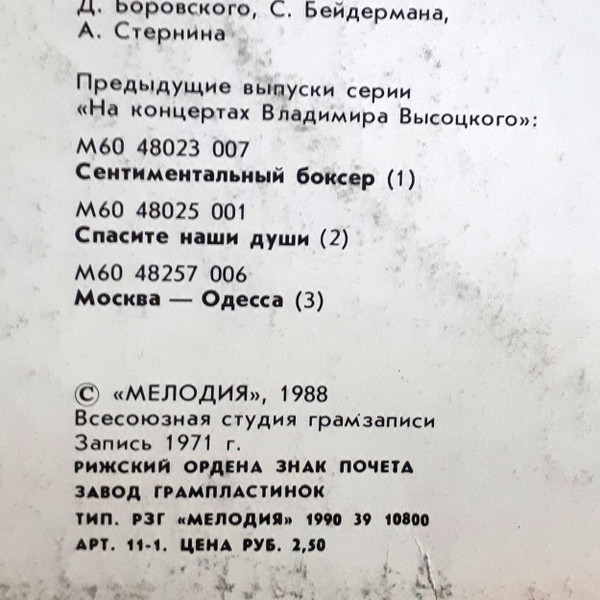 Д. Боровского, С. Бейдермана,
А. Стернина
Предыдущие выпуски серии
«На концертах Владимира Высоцкого»:
М60 48023 007
Сентиментальный боксер (1)
М60 48025 001
Спасите наши души (2)
М60 48257 006
Москва — Одесса (3)
© «МЕЛОДИЯ», 1988
Всесоюзная студия грамзаписи
Запись 1971 г.
РИЖСКИЙ ОРДЕНА ЗНАК ПОЧЕТА
ЗАВОД ГРАМПЛАСТИНОК
ТИП. РЗГ «МЕЛОДИЯ» 1990 39 10800
АРТ. 11-1. ЦЕНА РУБ. 2,50